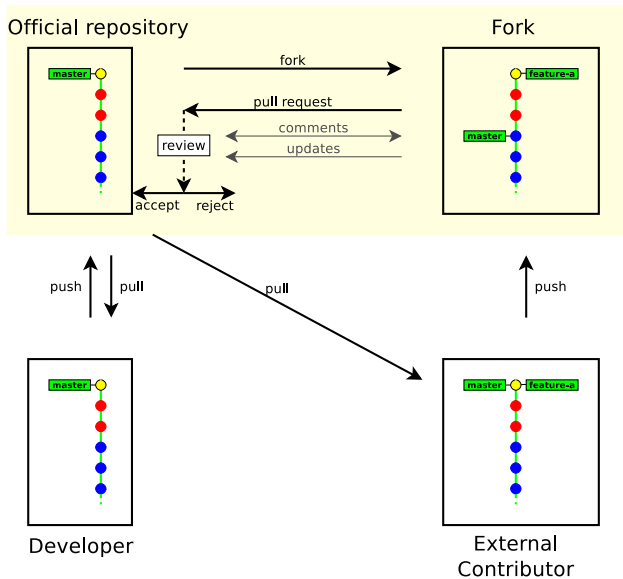 Official repository
Fork
master
fork
feature-a
pull request
comments
master
review
updates
accept
reject
push
pull
pull
push
master
master
feature-a
Developer
External
Contributor